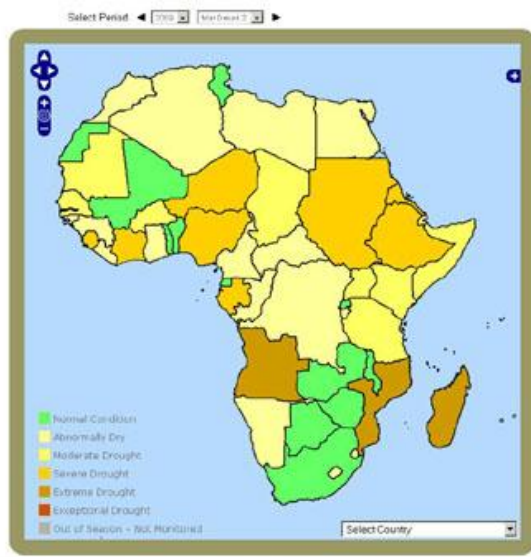 Select Period
2009
Normal Condition
Abnormally Dry
Moderate Drought
Severe Drought
Extreme Drought
Exceptional Drought
Out of Season - Not Monitored
Select Country